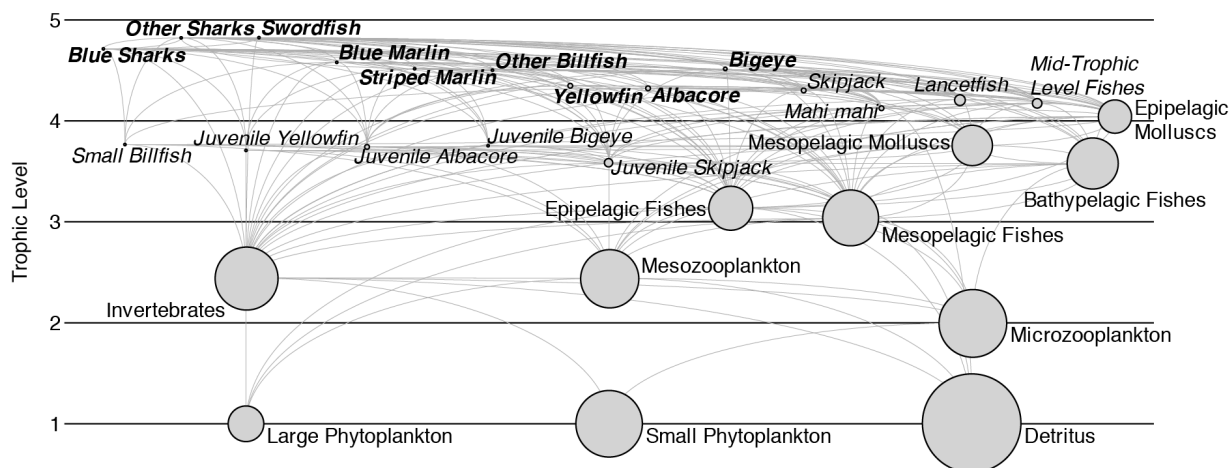 5
Other Sharks Swordfish
Blue Sharks
Blue Marlin
Striped Marlin
Other Billfish
Bigeye
Yellowfin
Albacore
Skipjack
Mahi mahi
Lancetfish
Mid-Trophic
Level Fishes
Epipelagic
Molluscs
4
Small Billfish
Juvenile Yellowfin
Juvenile Albacore
Juvenile Bigeye
Juvenile Skipjack
Mesopelagic Molluscs
Bathypelagic Fishes
Epipelagic Fishes
Mesopelagic Fishes
3
Trophic Level
Invertebrates
Mesozooplankton
2
Microzooplankton
1
Large Phytoplankton
Small Phytoplankton
Detritus